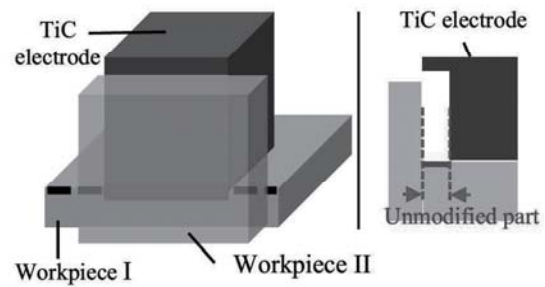 TiC
electrode
Workpiece I
Workpiece II
TiC electrode
Unmodified part